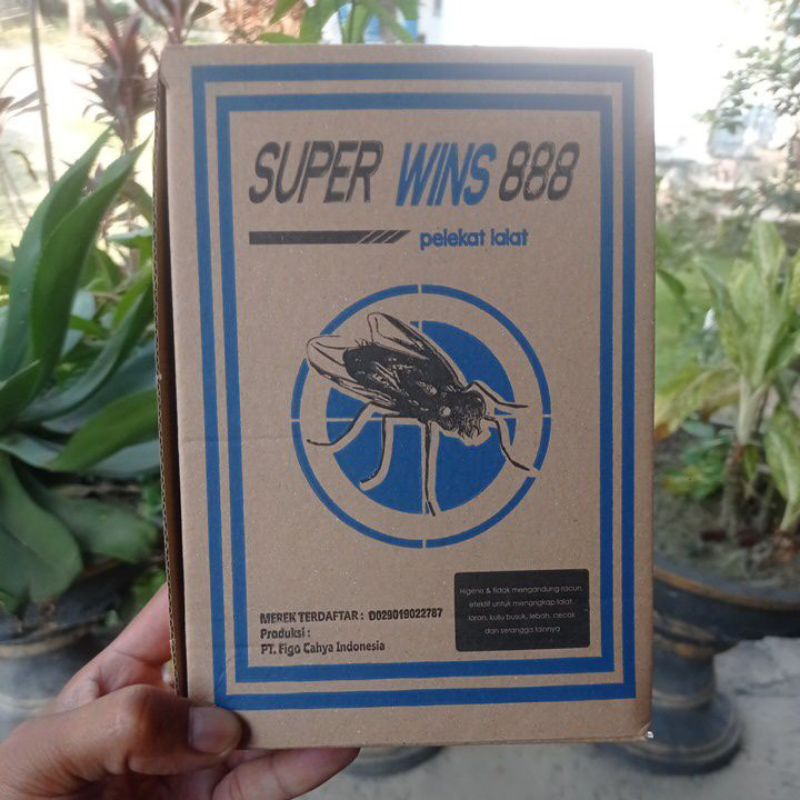 SUPER WINS 888
pelekat lalat
MEREK TERDAFTAR : D029019022787
Produksi :
PT. Figo Cahya Indonesia
Higenis & tidak mengandung racun
efektif untuk mengngkap lalat,
laron, kutu busuk, lebah, cecak
dan serangga lainnya